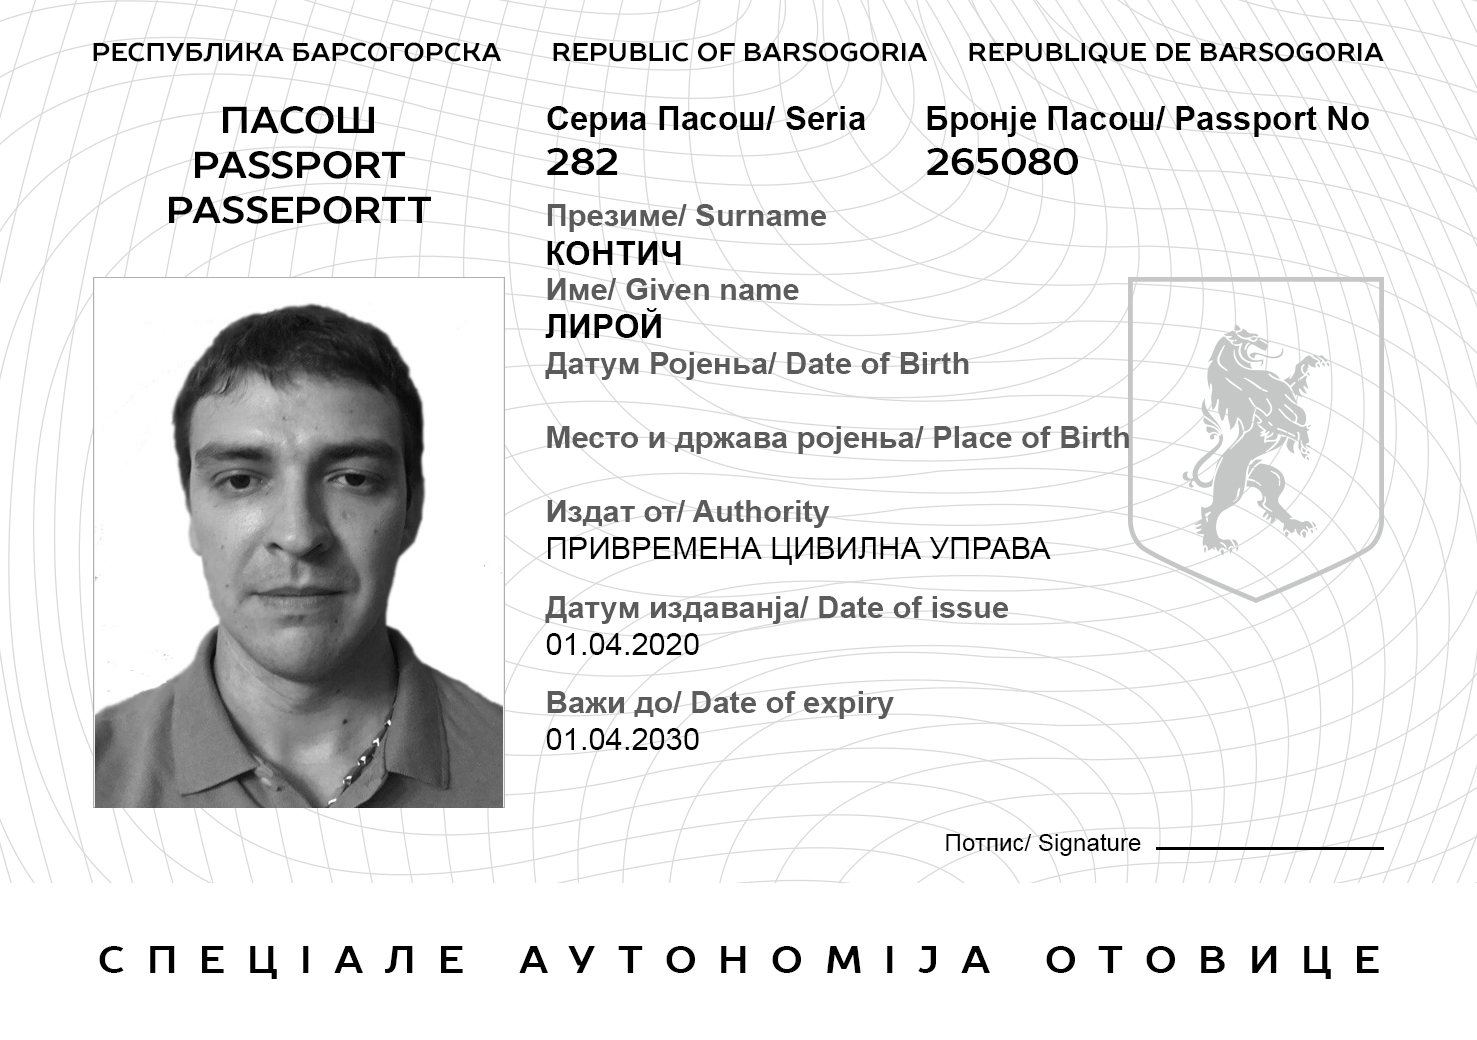 РЕСПУБЛИКА БАРСОГОРСКА REPUBLIC OF BARSOGORIA REPUBLIQUE DE BARSOGORIA
ПАСОШ
PASSPORT
PASSEPORTT
Сериа Пасош/ Seria Бронје Пасош/ Passport No
282 265080
Презиме/ Surname
КОНТИЧ
Име/ Given name
ЛИРОЙ
ДатумРојеньа/ Date of Birth
Место и држава ројеньа/ Place of Birth
Издат от/ Authority
ПРИВРЕМЕНА ЦИВИЛНА УПРАВА
Датум издаванја/ Date of issue
01.04.2020
Важи до/ Date of expiry
01.04.2030
Потпис/ Signature
СПЕЦІАЛЕ АУТОНОМІЈА ОТОВИЦЕ